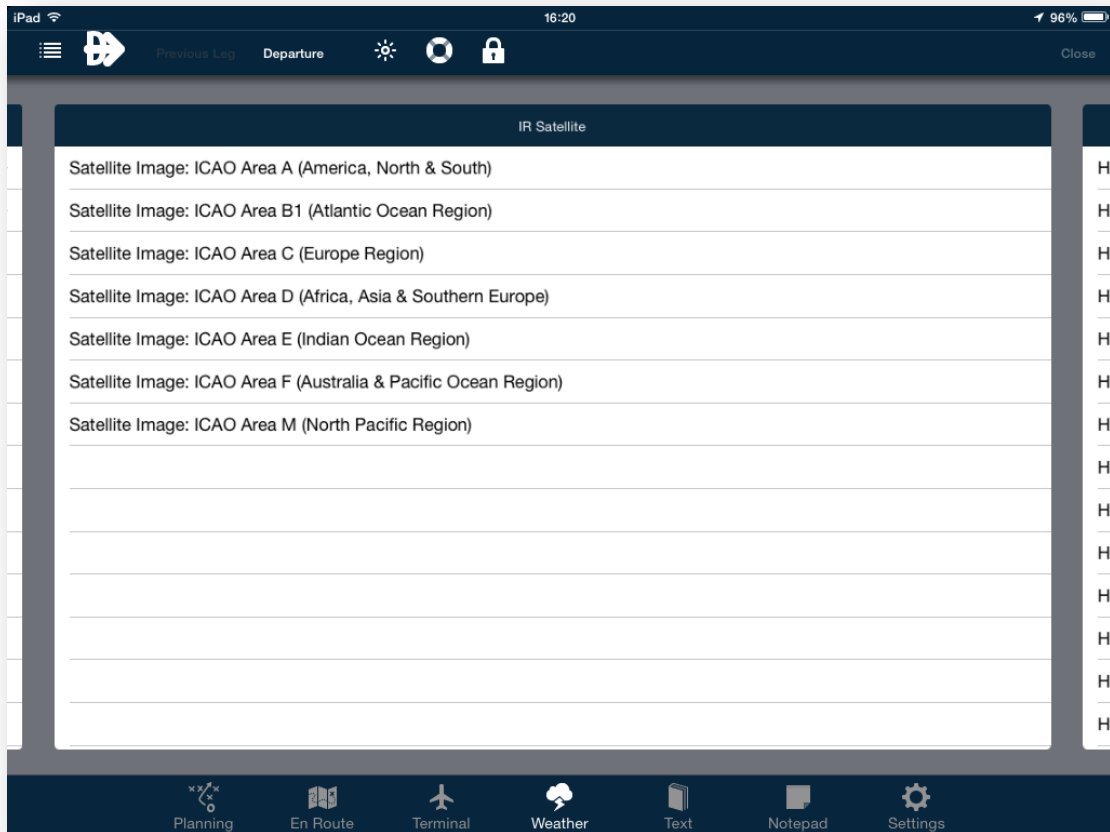 iPad 16:20 96%
Previous Leg Departure Close
IR Satellite
Satellite Image: ICAO Area A (America, North & South)
Satellite Image: ICAO Area B1 (Atlantic Ocean Region)
Satellite Image: ICAO Area C (Europe Region)
Satellite Image: ICAO Area D (Africa, Asia & Southern Europe)
Satellite Image: ICAO Area E (Indian Ocean Region)
Satellite Image: ICAO Area F (Australia & Pacific Ocean Region)
Satellite Image: ICAO Area M (North Pacific Region)
H
H
H
H
H
H
H
H
H
H
H
H
H
H
Planning En Route Terminal Weather Text Notepad Settings